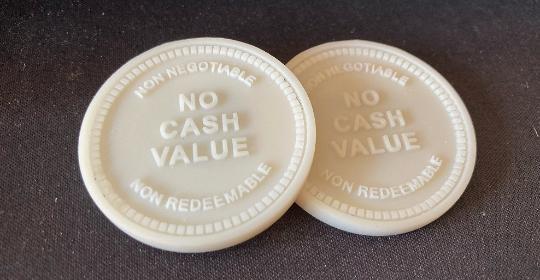 NON NEGOTIABLE
NO
CASH
VALUE
NON REDEEMABLE
NON NEGOTIABLE
NO
CASH
VALUE
NON REDEEMABLE